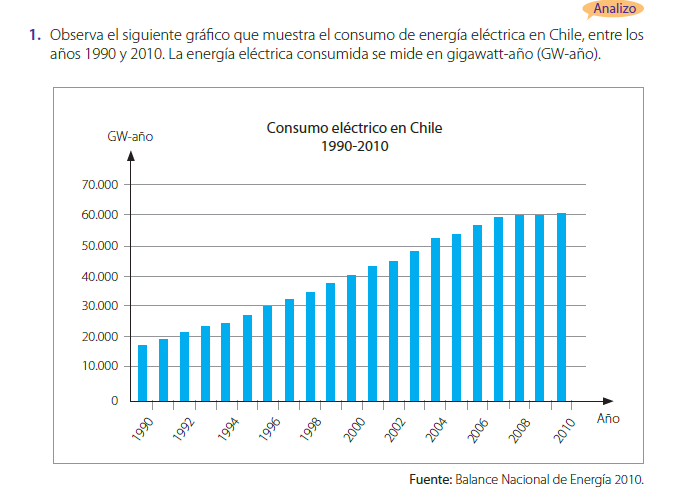 Analizo
1. Observa el siguiente gráfico que muestra el consumo de energía eléctrica en Chile, entre los
años 1990 y 2010. La energía eléctrica consumida se mide en gigawatt-año (GW-año).
Consumo eléctrico en Chile
1990-2010
GW-año
70.000
60.000
50.000
40.000
30.000
20.000
10.000
0
1990 1992 1994 1996 1998 2000 2002 2004 2006 2008 2010
Año
Fuente: Balance Nacional de Energía 2010.